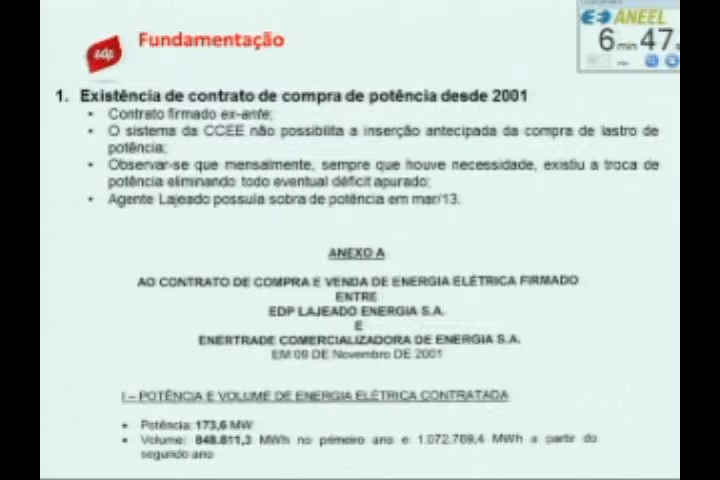 edp
Fundamentação
ANEEL
6 min 47
1. Existência de contrato de compra de potência desde 2001
• Contrato firmado ex-ante;
• O sistema da CCEE não possibilita a inserção antecipada da compra de lastro de
potência;
• Observar-se que mensalmente, sempre que houve necessidade, existiu a troca de
potência eliminando todo eventual déficit apurado;
• Agente Lajeado possuía sobra de potência em mar/13.
ANEXO A
AO CONTRATO DE COMPRA E VENDA DE ENERGIA ELÉTRICA FIRMADO
ENTRE
EDP LAJEADO ENERGIA S.A.
E
ENERTRADE COMERCIALIZADORA DE ENERGIA S.A.
EM 09 DE Novembro DE 2001
I – POTÊNCIA E VOLUME DE ENERGIA ELÉTRICA CONTRATADA
• Potência: 173,6 MW
• Volume: 848.811,3 MWh no primeiro ano e 1.072.769,4 MWh a partir do
segundo ano